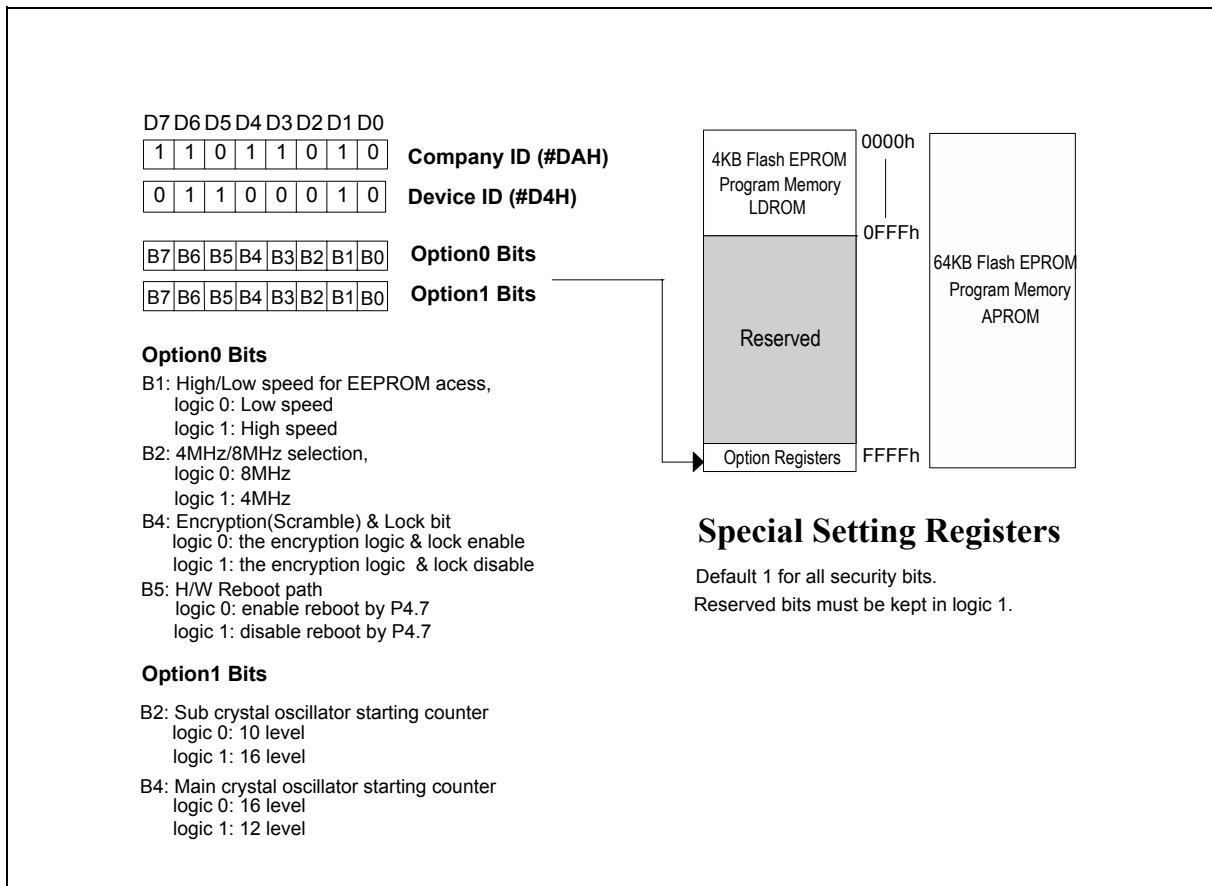 D7 D6 D5 D4 D3 D2 D1 D0
1 1 0 1 1 0 1 0 Company ID (#DAH)
0 1 1 0 0 0 1 0 Device ID (#D4H)
B7 B6 B5 B4 B3 B2 B1 B0 Option0 Bits
B7 B6 B5 B4 B3 B2 B1 B0 Option1 Bits
Option0 Bits
B1: High/Low speed for EEPROM acess,
logic 0: Low speed
logic 1: High speed
B2: 4MHz/8MHz selection,
logic 0: 8MHz
logic 1: 4MHz
B4: Encryption(Scramble) & Lock bit
logic 0: the encryption logic & lock enable
logic 1: the encryption logic & lock disable
B5: H/W Reboot path
logic 0: enable reboot by P4.7
logic 1: disable reboot by P4.7
Option1 Bits
B2: Sub crystal oscillator starting counter
logic 0: 10 level
logic 1: 16 level
B4: Main crystal oscillator starting counter
logic 0: 16 level
logic 1: 12 level
4KB Flash EPROM
Program Memory
LDROM
0000h
0FFFh
Reserved
Option Registers
FFFFh
64KB Flash EPROM
Program Memory
APROM
Special Setting Registers
Default 1 for all security bits.
Reserved bits must be kept in logic 1.